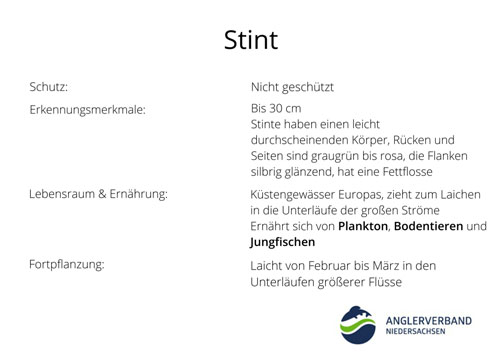 Stint
Schutz: Nicht geschützt
Erkennungsmerkmale: Bis 30 cm
Stinte haben einen leicht
durchscheinenden Körper, Rücken und
Seiten sind graugrün bis rosa, die Flanken
silbrig glänzend, hat eine Fettflosse
Lebensraum & Ernährung: Küstengewässer Europas, zieht zum Laichen
in die Unterläufe der großen Ströme
Ernährt sich von Plankton, Bodentieren und
Jungfischen
Fortpflanzung: Laicht von Februar bis März in den
Unterläufen größerer Flüsse
ANGLERVERBAND
NIEDERSACHSEN